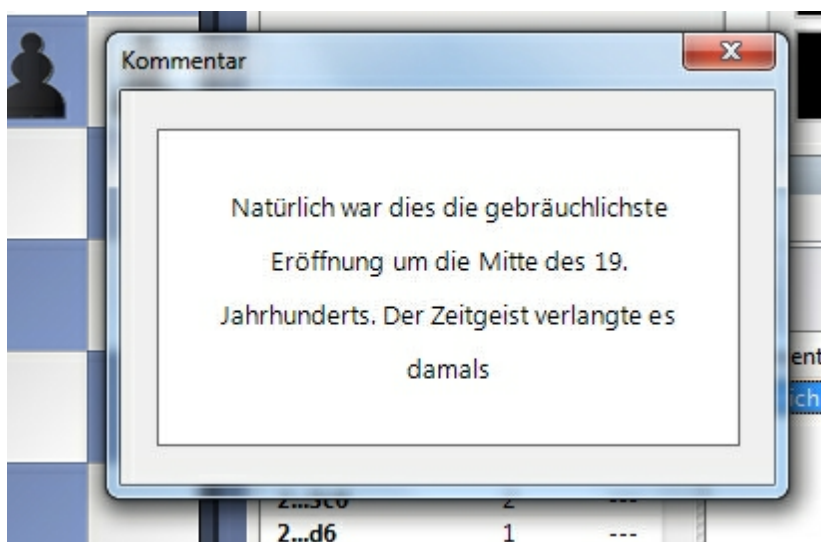 Kommentar
Natürlich war dies die gebräuchlichste
Eröffnung um die Mitte des 19.
Jahrhunderts. Der Zeitgeist verlangte es
damals
2...d6 1 ---